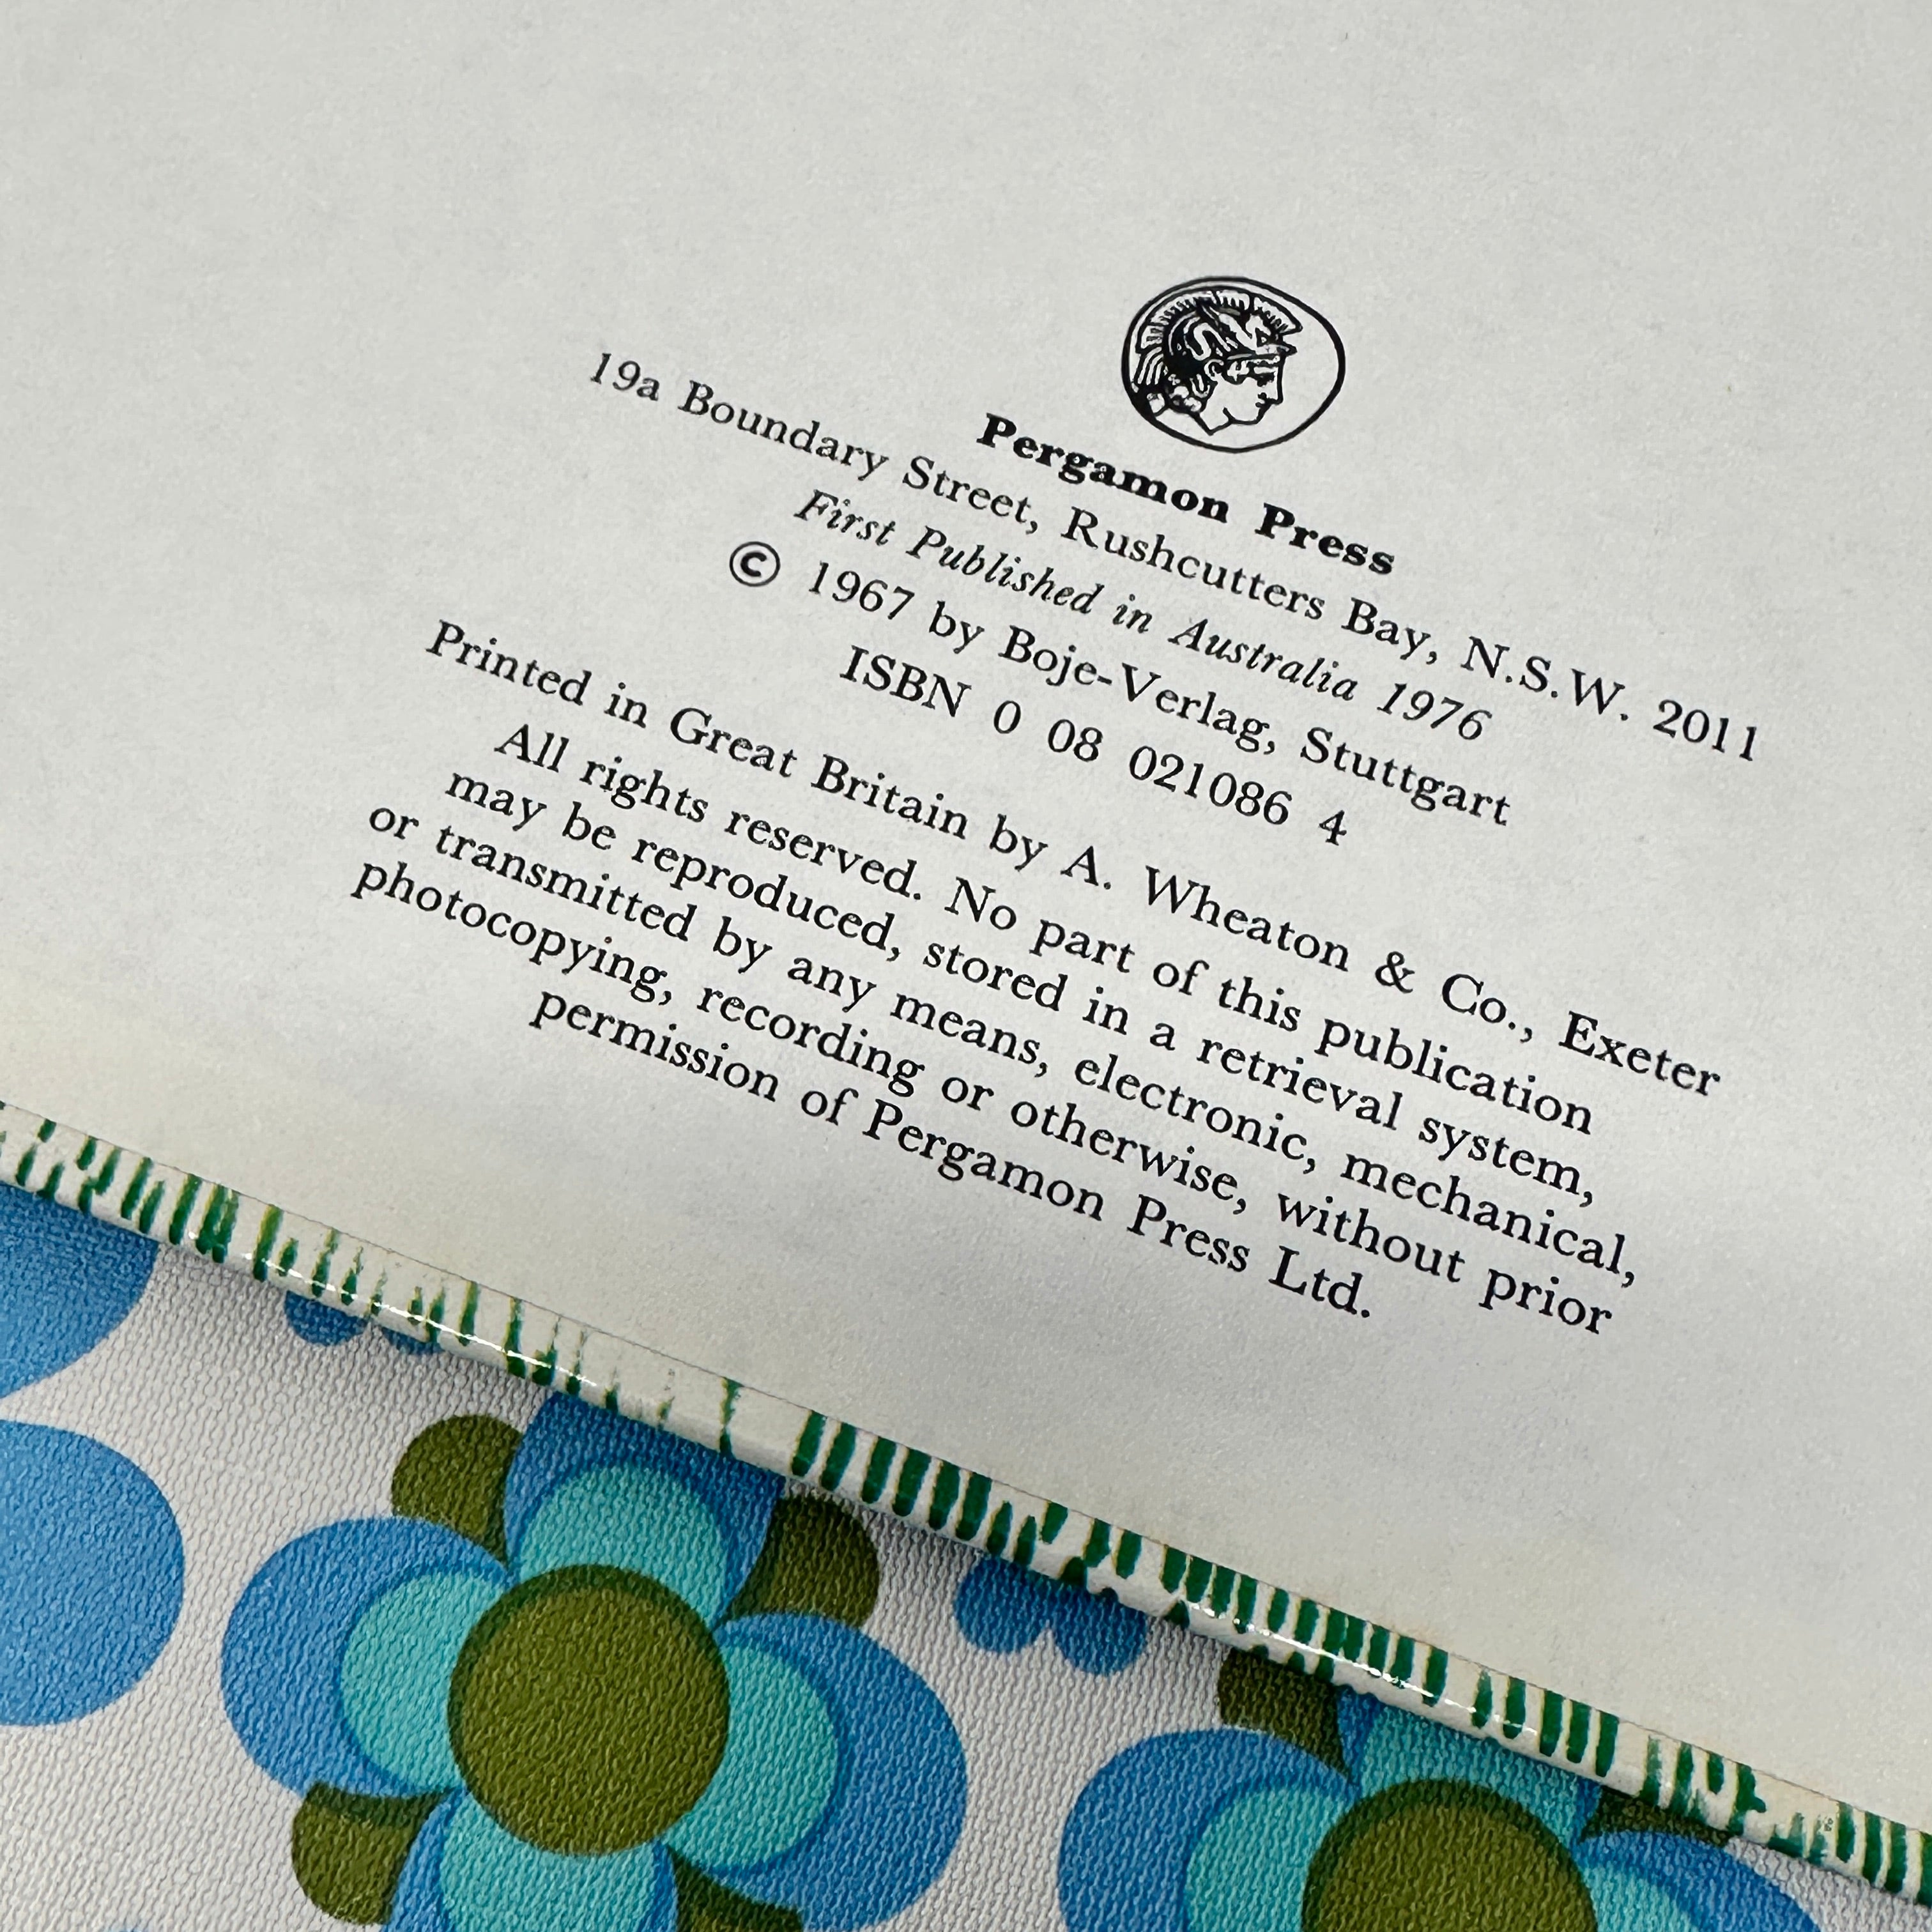 Pergamon Press
19a Boundary Street, Rushcutters Bay, N.S.W. 2011
First Published in Australia 1976
© 1967 by Boje-Verlag, Stuttgart
ISBN 0 08 021086 4
Printed in Great Britain by A. Wheaton & Co., Exeter
All rights reserved. No part of this publication
may be reproduced, stored in a retrieval system,
or transmitted by any means, electronic, mechanical,
photocopying, recording or otherwise, without prior
permission of Pergamon Press Ltd.